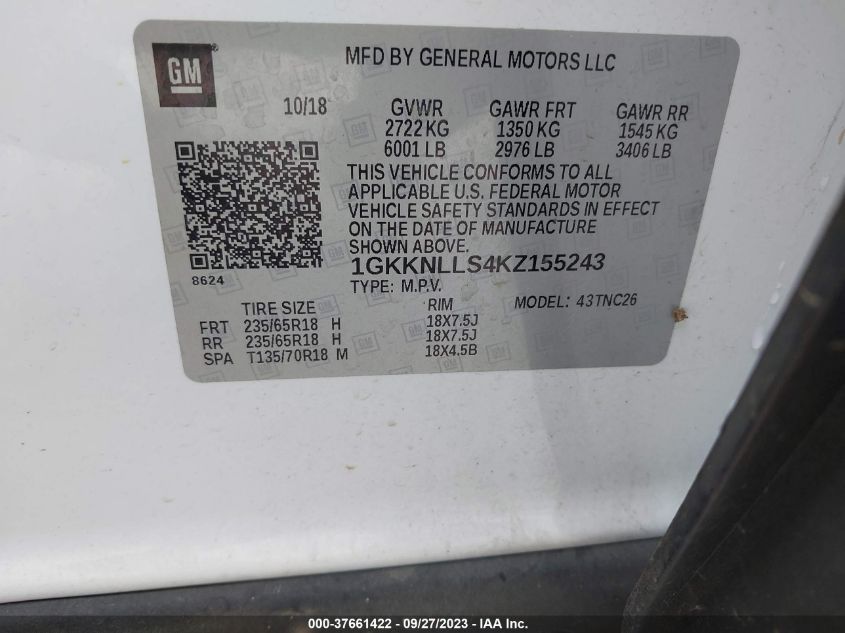 GM
MFD BY GENERAL MOTORS LLC
10/18 GVWR GAWR FRT GAWR RR
2722 KG 1350 KG 1545 KG
6001 LB 2976 LB 3406 LB
THIS VEHICLE CONFORMS TO ALL
APPLICABLE U.S. FEDERAL MOTOR
VEHICLE SAFETY STANDARDS IN EFFECT
ON THE DATE OF MANUFACTURE
SHOWN ABOVE.
1GKKNLLS4KZ155243
8624
TYPE: M.P.V. MODEL: 43TNC26
TIRE SIZE RIM
FRT 235/65R18 H 18X7.5J
RR 235/65R18 H 18X7.5J
SPA T135/70R18 M 18X4.5B
000-37661422 - 09/27/2023 - IAA Inc.